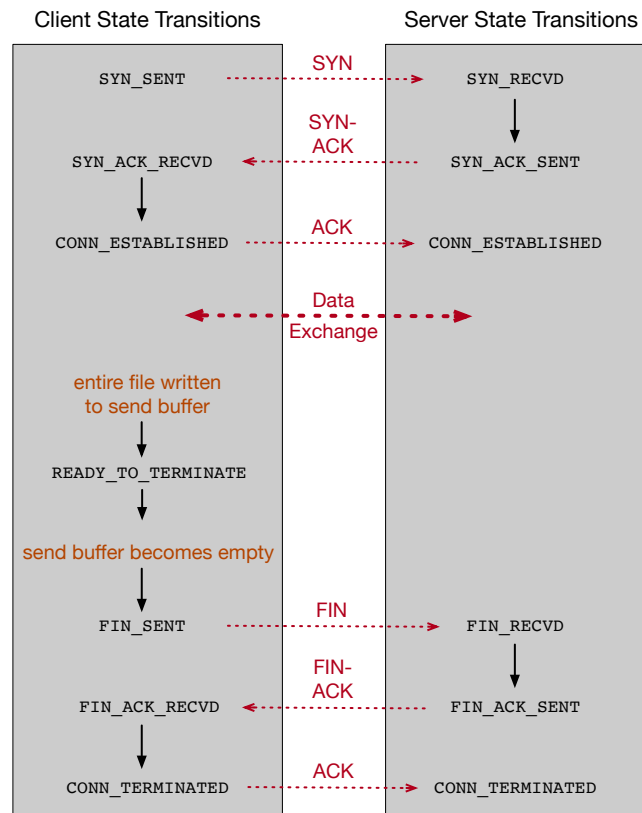 Client State Transitions
Server State Transitions
SYN
SYN_SENT
SYN_RECVD
SYN-
ACK
SYN_ACK_RECVD
SYN_ACK_SENT
ACK
CONN_ESTABLISHED
CONN_ESTABLISHED
Data
Exchange
entire file written
to send buffer
READY_TO_TERMINATE
send buffer becomes empty
FIN
FIN_SENT
FIN_RECVD
FIN-
ACK
FIN_ACK_RECVD
FIN_ACK_SENT
ACK
CONN_TERMINATED
CONN_TERMINATED